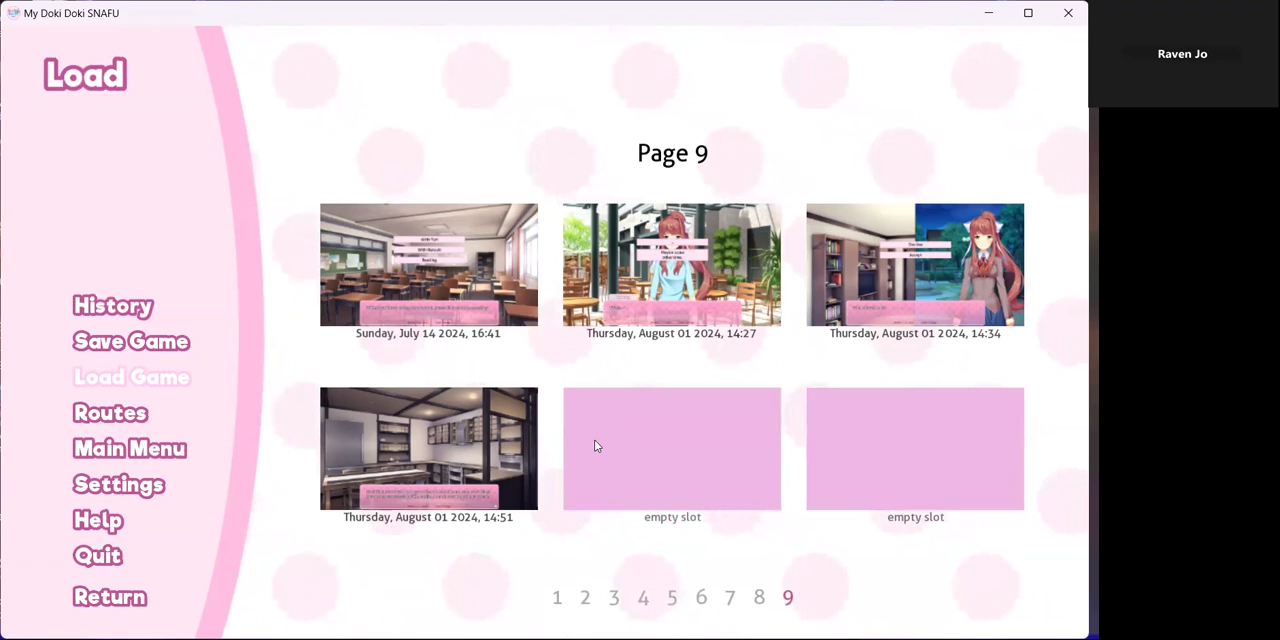 My Doki Doki SNAFU
Raven Jo
Load
Page 9
Sunday, July 14 2024, 16:41
Thursday, August 01 2024, 14:27
Thursday, August 01 2024, 14:34
History
Save Game
Load Game
Routes
Main Menu
Settings
Help
Quit
Return
Thursday, August 01 2024, 14:51
empty slot
empty slot
1 2 3 4 5 6 7 8 9